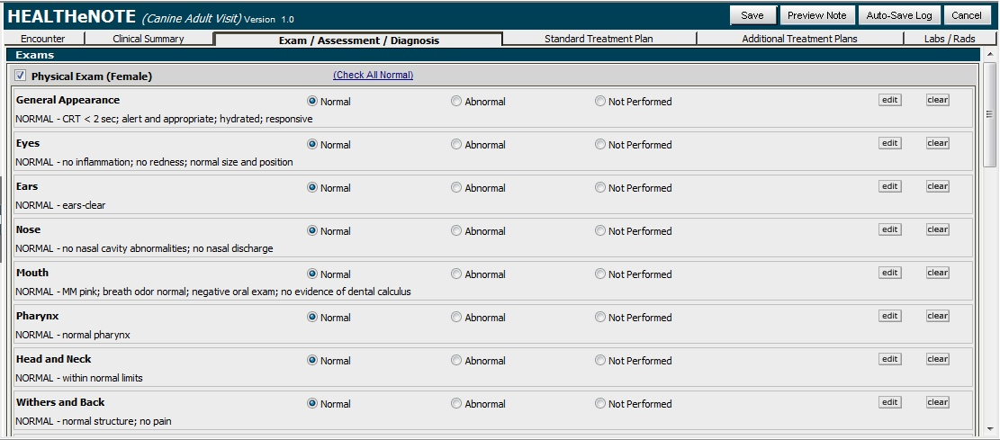 HEALTHeNOTE (Canine Adult Visit) Version 1.0 Save Preview Note Auto-Save Log Cancel
Encounter Clinical Summary Exam / Assessment / Diagnosis Standard Treatment Plan Additional Treatment Plans Labs / Rads
Exams
Physical Exam (Female) (Check All Normal)
General Appearance Normal Abnormal Not Performed edit clear
NORMAL - CRT < 2 sec; alert and appropriate; hydrated; responsive
Eyes Normal Abnormal Not Performed edit clear
NORMAL - no inflammation; no redness; normal size and position
Ears Normal Abnormal Not Performed edit clear
NORMAL - ears-clear
Nose Normal Abnormal Not Performed edit clear
NORMAL - no nasal cavity abnormalities; no nasal discharge
Mouth Normal Abnormal Not Performed edit clear
NORMAL - MM pink; breath odor normal; negative oral exam; no evidence of dental calculus
Pharynx Normal Abnormal Not Performed edit clear
NORMAL - normal pharynx
Head and Neck Normal Abnormal Not Performed edit clear
NORMAL - within normal limits
Withers and Back Normal Abnormal Not Performed edit clear
NORMAL - normal structure; no pain